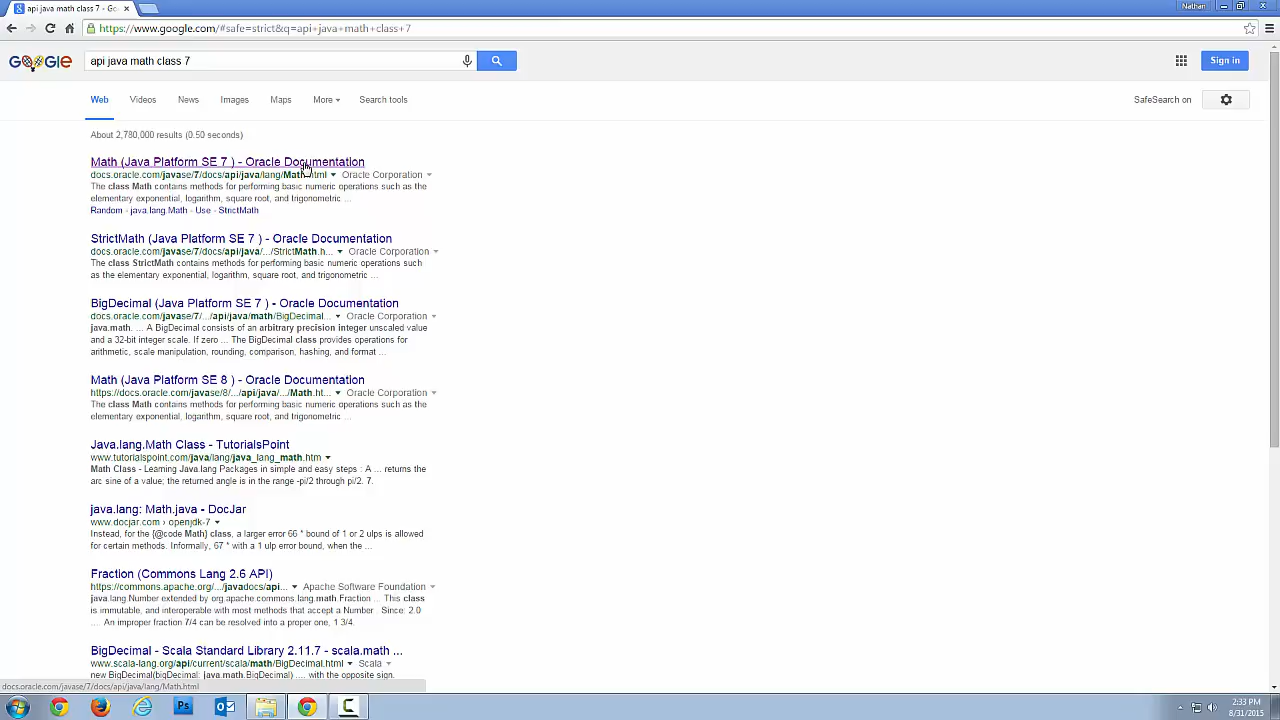 api java math class 7 - Go
Nathan
https://www.google.com/#safe=strict&q=api+java+math+class+7
GOOGLE
api java math class 7
Sign in
Web Videos News Images Maps More Search tools
SafeSearch on
About 2,780,000 results (0.50 seconds)
Math (Java Platform SE 7 ) - Oracle Documentation
docs.oracle.com/javase/7/docs/api/java/lang/Math.html Oracle Corporation
The class Math contains methods for performing basic numeric operations such as the
elementary exponential, logarithm, square root, and trigonometric ...
Random - java.lang.Math - Use - StrictMath
StrictMath (Java Platform SE 7 ) - Oracle Documentation
docs.oracle.com/javase/7/docs/api/java/.../StrictMath.h... Oracle Corporation
The class StrictMath contains methods for performing basic numeric operations such
as the elementary exponential, logarithm, square root, and trigonometric ...
BigDecimal (Java Platform SE 7 ) - Oracle Documentation
docs.oracle.com/javase/7/.../api/java/math/BigDecimal... Oracle Corporation
java.math. ... A BigDecimal consists of an arbitrary precision integer unscaled value
and a 32-bit integer scale. If zero ... The BigDecimal class provides operations for
arithmetic, scale manipulation, rounding, comparison, hashing, and format ...
Math (Java Platform SE 8 ) - Oracle Documentation
https://docs.oracle.com/javase/8/.../api/java/.../Math.ht... Oracle Corporation
The class Math contains methods for performing basic numeric operations such as the
elementary exponential, logarithm, square root, and trigonometric ...
Java.lang.Math Class - TutorialsPoint
www.tutorialspoint.com/java/lang/java_lang_math.htm
Math Class - Learning Java.lang Packages in simple and easy steps : A ... returns the
arc sine of a value; the returned angle is in the range -pi/2 through pi/2. 7.
java.lang: Math.java - DocJar
www.docjar.com › openjdk-7
Instead, for the {@code Math} class, a larger error 66 * bound of 1 or 2 ulps is allowed
for certain methods. Informally, 67 * with a 1 ulp error bound, when the ...
Fraction (Commons Lang 2.6 API)
https://commons.apache.org/.../javadocs/api... Apache Software Foundation
java.lang.Number extended by org.apache.commons.lang.math.Fraction ... This class
is immutable, and interoperable with most methods that accept a Number . Since: 2.0
.... An improper fraction 7/4 can be resolved into a proper one, 1 3/4.
BigDecimal - Scala Standard Library 2.11.7 - scala.math ...
www.scala-lang.org/api/current/scala/math/BigDecimal.html Scala
new BigDecimal(bigDecimal: java.math.BigDecimal) .... with the opposite sign.
docs.oracle.com/javase/7/docs/api/java/lang/Math.html
Ps
2:33 PM
8/31/2015